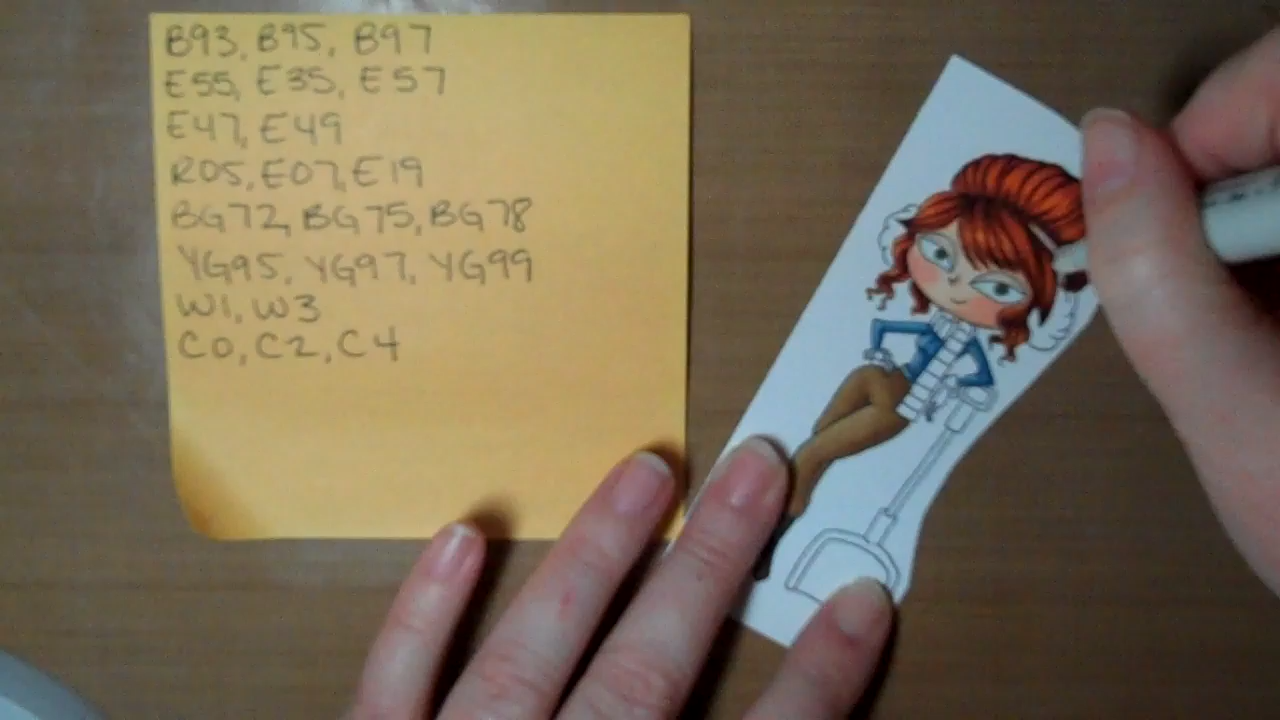 B93, B95, B97
E55, E35, E57
E47, E49
R05, E07, E19
BG72, BG75, BG78
YG95, YG97, YG99
W1, W3
C0, C2, C4